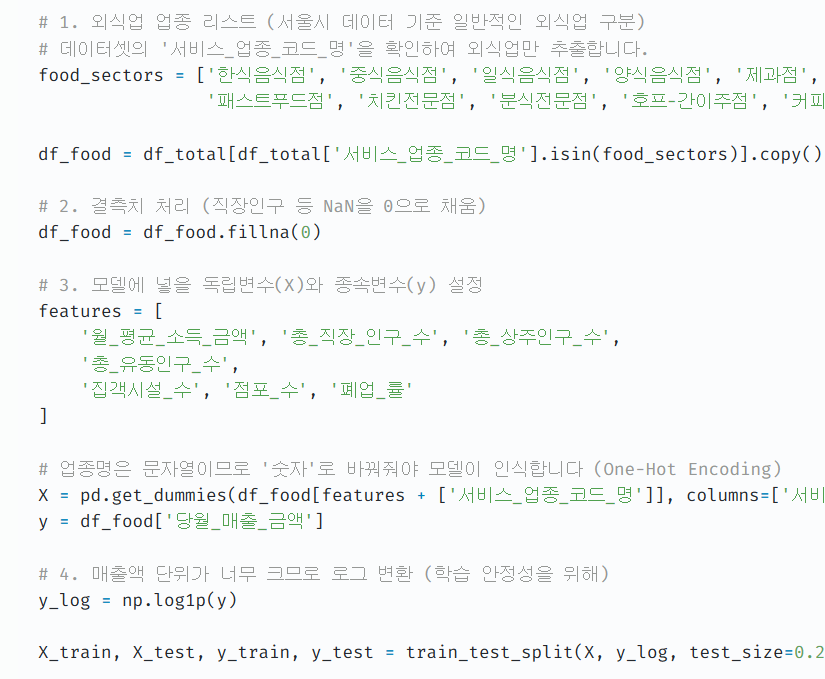 # 1. 외식업 업종 리스트 (서울시 데이터 기준 일반적인 외식업 구분)
# 데이터셋의 '서비스_업종_코드_명'을 확인하여 외식업만 추출합니다.
food_sectors = ['한식음식점', '중식음식점', '일식음식점', '양식음식점', '제과점',
'패스트푸드점', '치킨전문점', '분식전문점', '호프-간이주점', '커피
df_food = df_total[df_total['서비스_업종_코드_명'].isin(food_sectors)].copy()
# 2. 결측치 처리 (직장인구 등 NaN을 0으로 채움)
df_food = df_food.fillna(0)
# 3. 모델에 넣을 독립변수(X)와 종속변수(y) 설정
features = [
'월_평균_소득_금액', '총_직장_인구_수', '총_상주인구_수',
'총_유동인구_수',
'집객시설_수', '점포_수', '폐업_률'
]
# 업종명은 문자열이므로 '숫자'로 바꿔줘야 모델이 인식합니다 (One-Hot Encoding)
X = pd.get_dummies(df_food[features + ['서비스_업종_코드_명']], columns=['서비
y = df_food['당월_매출_금액']
# 4. 매출액 단위가 너무 크므로 로그 변환 (학습 안정성을 위해)
y_log = np.log1p(y)
X_train, X_test, y_train, y_test = train_test_split(X, y_log, test_size=0.2